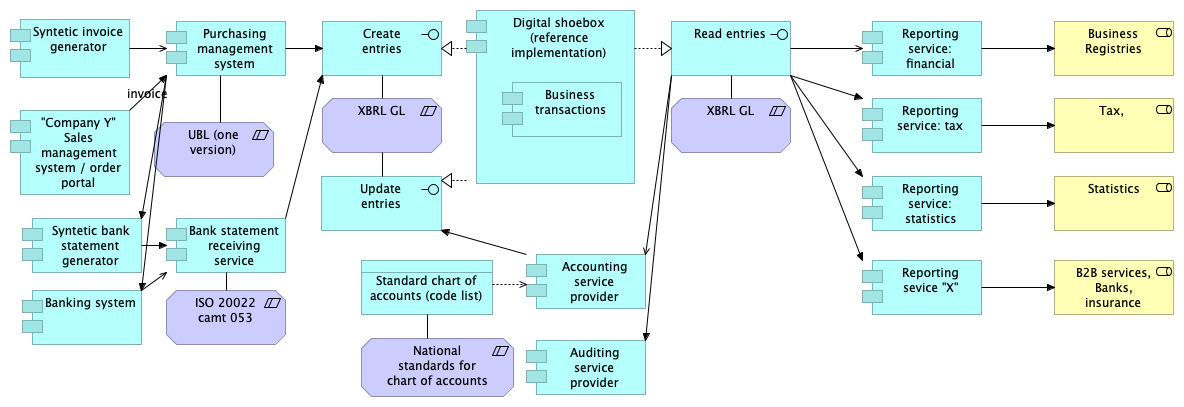 Syntetic invoice
generator
Purchasing
management
system
Create
entries
Digital shoebox
(reference
implementation)
Business
transactions
Read entries
Reporting
service:
financial
Business
Registries
invoice
"Company Y"
Sales
management
system / order
portal
UBL (one
version)
XBRL GL
XBRL GL
Reporting
service: tax
Tax,
Update
entries
Reporting
service:
statistics
Statistics
Syntetic bank
statement
generator
Bank statement
receiving
service
Banking system
ISO 20022
camt 053
Standard chart of
accounts (code list)
Accounting
service
provider
Reporting
sevice "X"
B2B services,
Banks,
insurance
National
standards for
chart of accounts
Auditing
service
provider